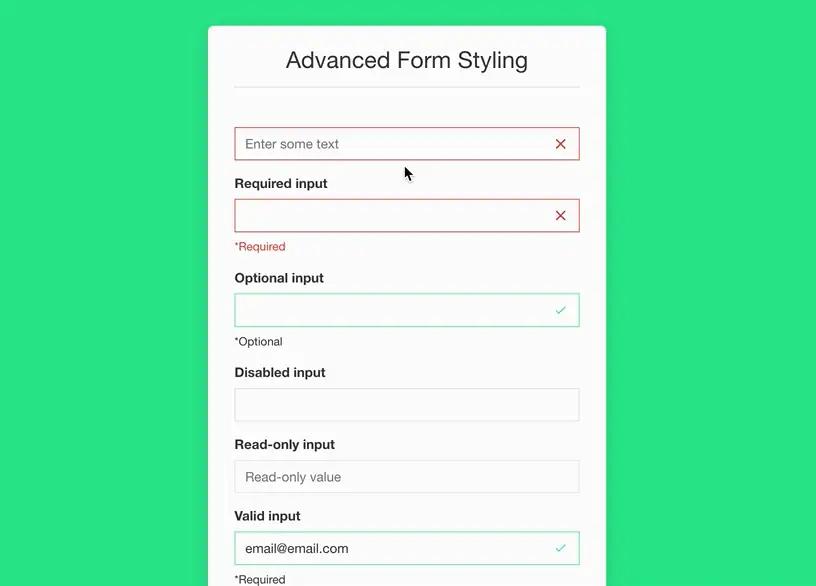 Advanced Form Styling
Enter some text
Required input
*Required
Optional input
*Optional
Disabled input
Read-only input
Read-only value
Valid input
email@email.com
*Required